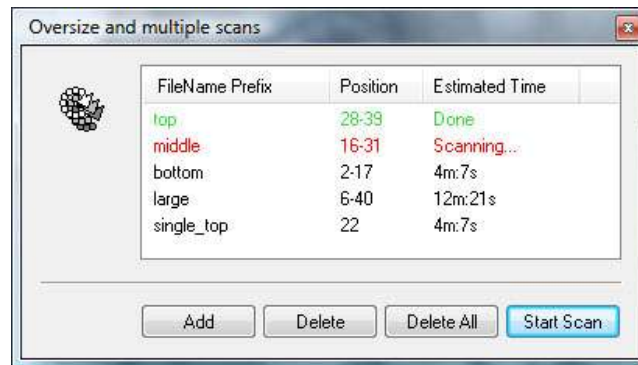 Oversize and multiple scans
FileName Prefix Position Estimated Time
top 28-39 Done
middle 16-31 Scanning...
bottom 2-17 4m:7s
large 6-40 12m:21s
single_top 22 4m:7s
Add Delete Delete All Start Scan